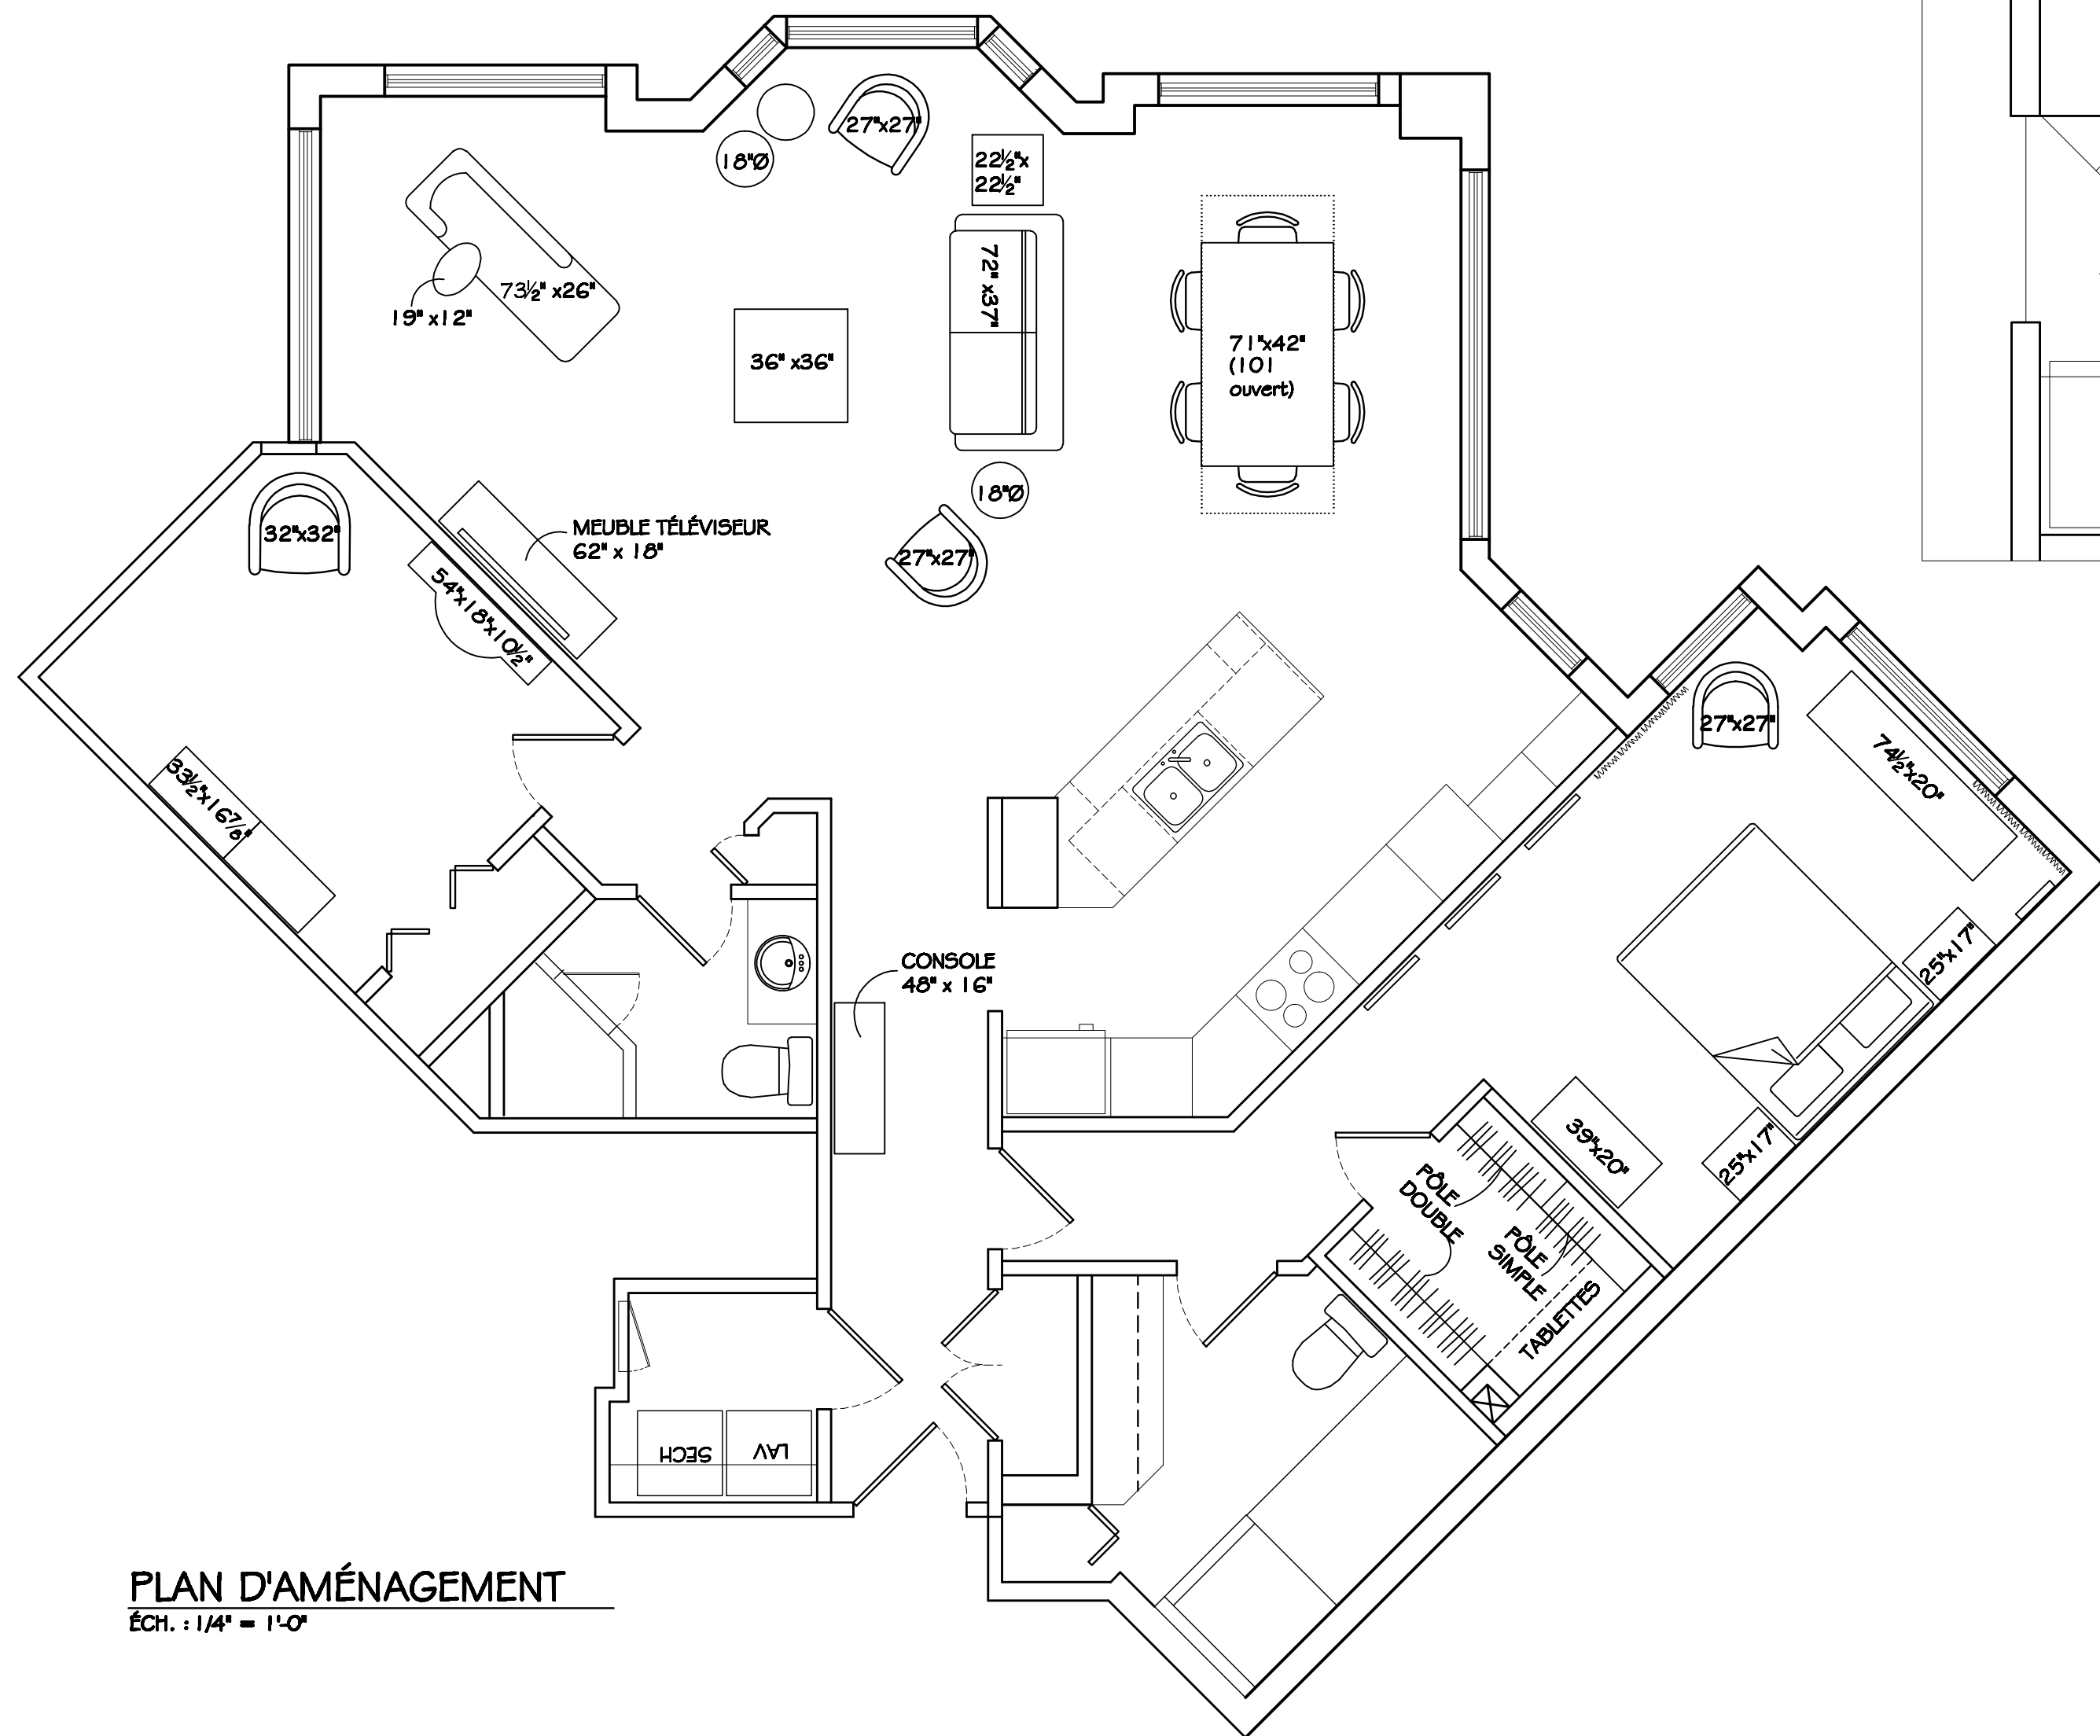 27"x27"
18"Ø
22½"x
22½"
72" x37"
73½" x26"
19" x12"
36" x36"
71"x42"
(101
ouvert)
18"Ø
32"x32"
MEUBLE TÉLÉVISEUR
62" x 18"
27"x27"
54"x18"x10½"
27"x27"
74½"x20"
33½"x16⅞"
CONSOLE
48" x 16"
25"x17"
39"x20"
25"x17"
PÔLE
DOUBLE
PÔLE
SIMPLE
TABLETTES
SECH
LAV
PLAN D'AMÉNAGEMENT
ÉCH. : 1/4" = 1'-0"